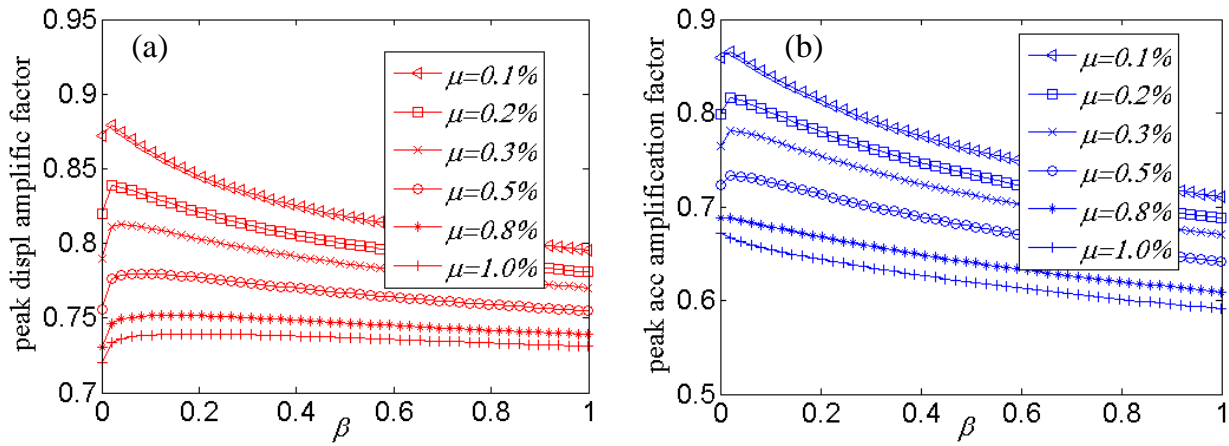 (a)
peak displ amplific factor
0.95
0.9
0.85
0.8
0.75
0.7
0 0.2 0.4 0.6 0.8 1
β
μ=0.1%
μ=0.2%
μ=0.3%
μ=0.5%
μ=0.8%
μ=1.0%
(b)
peak acc amplification factor
0.9
0.8
0.7
0.6
0.5
0 0.2 0.4 0.6 0.8 1
β
μ=0.1%
μ=0.2%
μ=0.3%
μ=0.5%
μ=0.8%
μ=1.0%